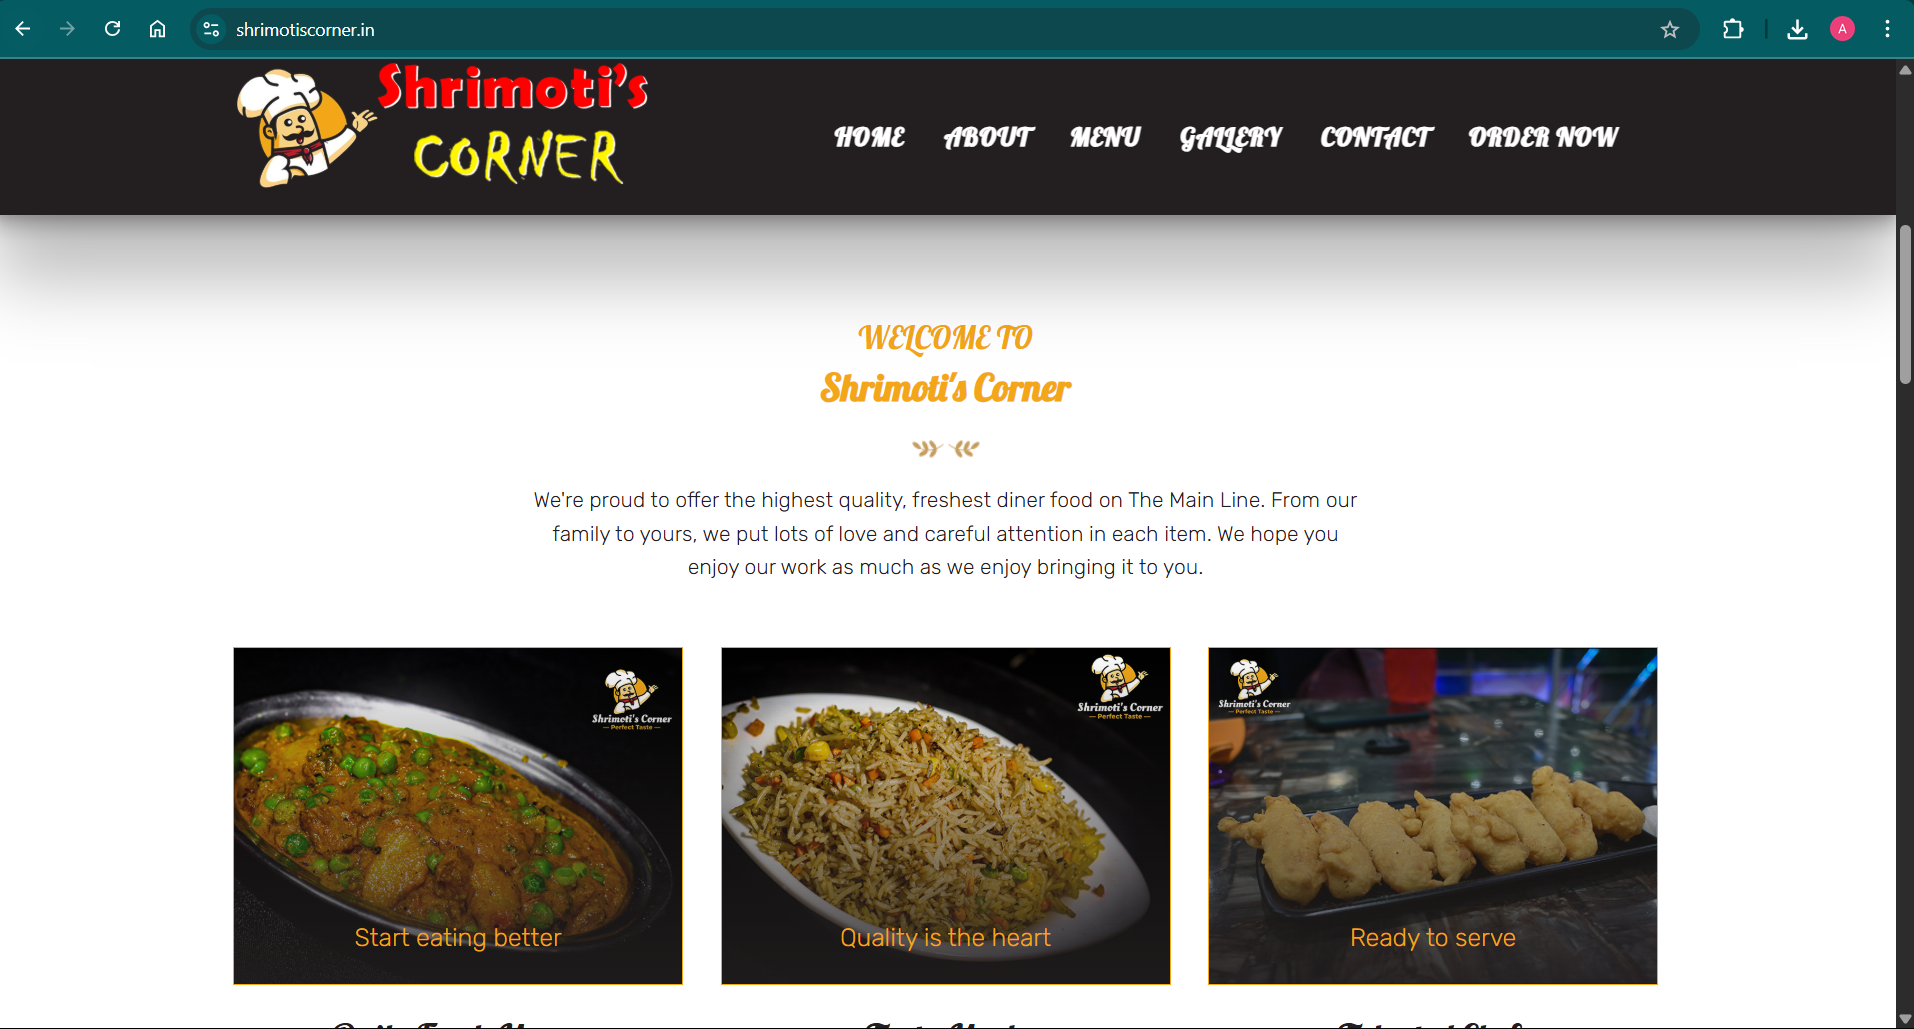 shrimotiscorner.in
A
Shrimoti's
CORNER
HOME ABOUT MENU GALLERY CONTACT ORDER NOW
WELCOME TO
Shrimoti's Corner
We're proud to offer the highest quality, freshest diner food on The Main Line. From our
family to yours, we put lots of love and careful attention in each item. We hope you
enjoy our work as much as we enjoy bringing it to you.
Shrimoti's Corner
— Perfect Taste —
Start eating better
Shrimoti's Corner
— Perfect Taste —
Quality is the heart
Shrimoti's Corner
— Perfect Taste —
Ready to serve